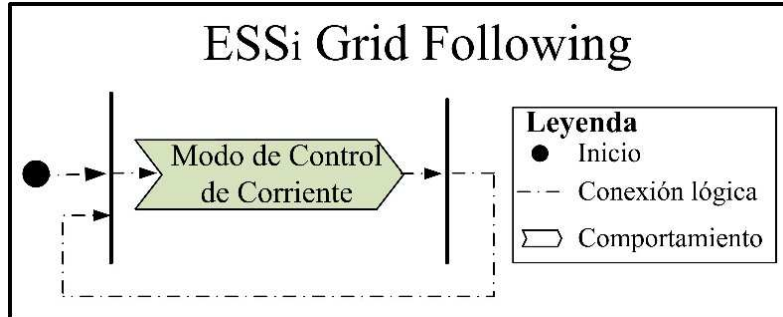 ESSi Grid Following
Modo de Control
de Corriente
Leyenda
Inicio
Conexión lógica
Comportamiento